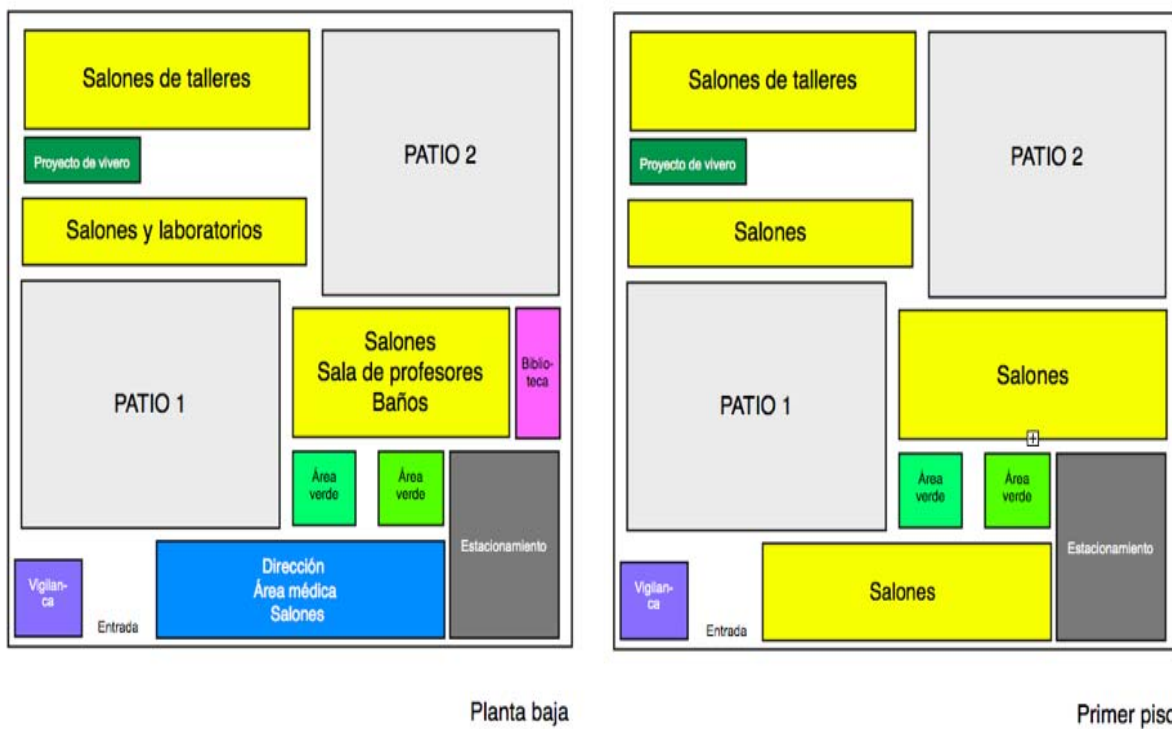 Salones de talleres
Proyecto de vivero
PATIO 2
Salones y laboratorios
PATIO 1
Salones
Sala de profesores
Baños
Biblio-
teca
Área
verde
Área
verde
Estacionamiento
Dirección
Área médica
Salones
Vigilan-
ca
Entrada
Planta baja
Salones de talleres
Proyecto de vivero
PATIO 2
Salones
PATIO 1
Salones
Área
verde
Área
verde
Estacionamiento
Salones
Vigilan-
ca
Entrada
Primer piso